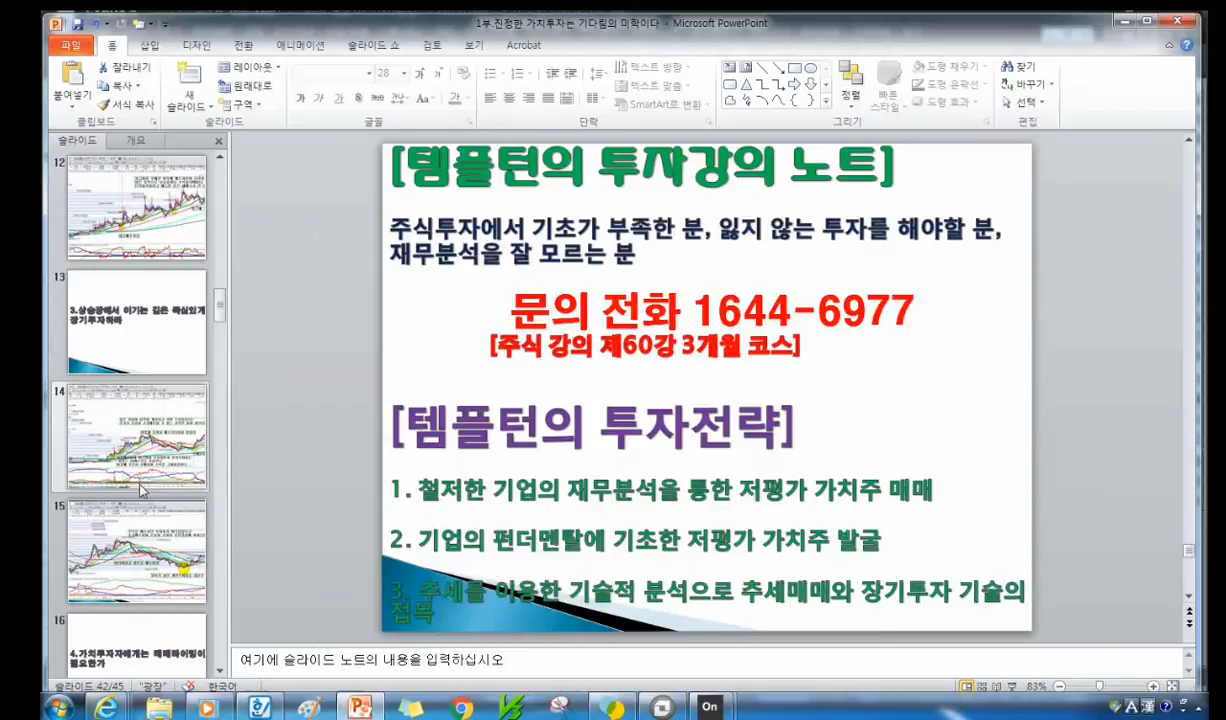 1부.진정한 가치투자는 기다림의 미학이다 - Microsoft PowerPoint
파일 홈 삽입 디자인 전환 애니메이션 슬라이드 쇼 검토 보기 Acrobat
잘라내기 레이아웃 28 텍스트 방향 도형 채우기 찾기
붙여넣기 복사 새 슬라이드 원래대로 텍스트 맞춤 정렬 빠른 스타일 도형 윤곽선 바꾸기
서식 복사 구역 SmartArt로 변환 도형 효과 선택
클립보드 슬라이드 글꼴 단락 그리기 편집
슬라이드 개요
12
13
3.상승장에서 이기는 길은 뚝심있게
장기투자하라
14
15
16
4.가치투자자에게는 매매타이밍이
필요한가
[템플턴의 투자강의 노트]
주식투자에서 기초가 부족한 분, 잃지 않는 투자를 해야할 분,
재무분석을 잘 모르는 분
문의 전화 1644-6977
[주식 강의 제60강 3개월 코스]
[템플턴의 투자전략]
1. 철저한 기업의 재무분석을 통한 저평가 가치주 매매
2. 기업의 펀더멘탈에 기초한 저평가 가치주 발굴
3. 추세를 이용한 기술적 분석으로 추세매매와 장기투자 기술의
접목
여기에 슬라이드 노트의 내용을 입력하십시오
슬라이드 42/45 "광장" 한국어 83%
On A 漢